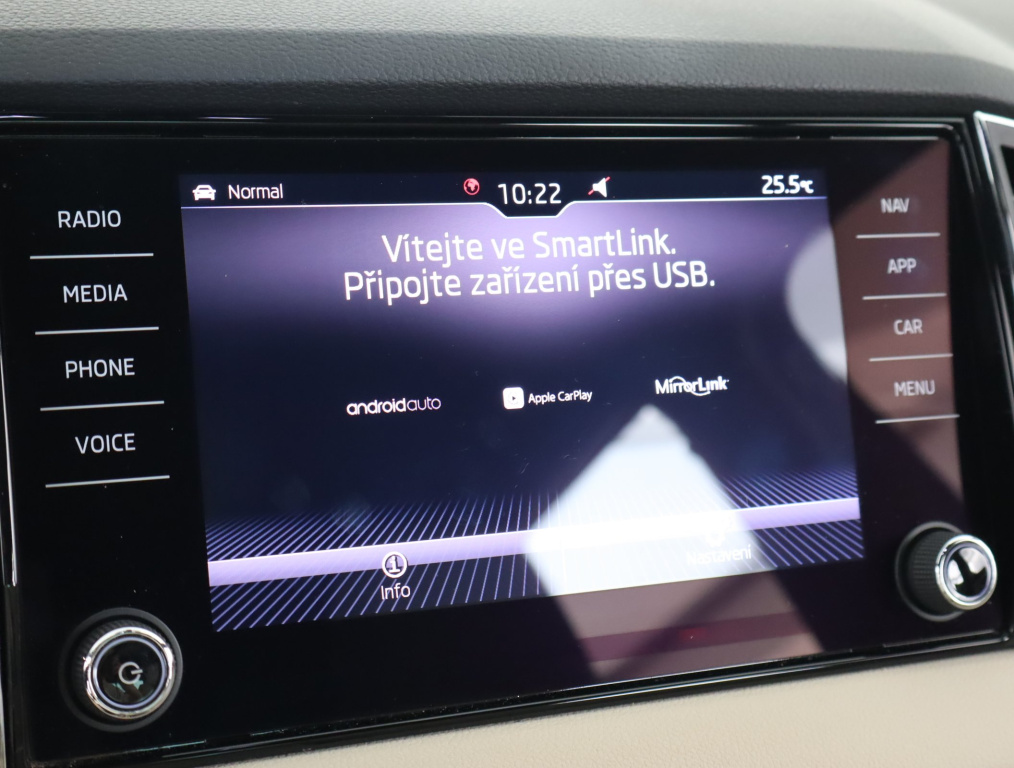 Normal
10:22
25.5°C
Vítejte ve SmartLink.
Připojte zařízení přes USB.
androidauto
Apple CarPlay
MirrorLink
Info
Nastavení
RADIO
MEDIA
PHONE
VOICE
NAV
APP
CAR
MENU